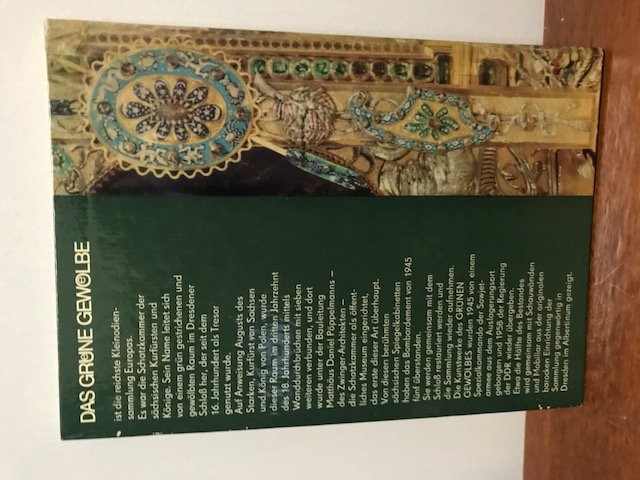 DAS GRÜNE GEWÖLBE
ist die reichste Kleinodien-
sammlung Europas.
Es war die Schatzkammer der
sächsischen Kurfürsten und
Könige. Sein Name leitet sich
von einem grün gestrichenen und
gewölbten Raum im Dresdener
Schloß her, der seit dem
16. Jahrhundert als Tresor
genutzt wurde.
Auf Anweisung Augusts des
Starken, Kurfürst von Sachsen
und König von Polen, wurde
dieser Raum im dritten Jahrzehnt
des 18. Jahrhunderts mittels
Wanddurchbrüchen mit sieben
weiteren verbunden, und dort
wurde unter der Bauleitung
Matthäus Daniel Pöppelmanns –
des Zwinger-Architekten –
die Schatzkammer als öffent-
liches Museum eingerichtet,
das erste dieser Art überhaupt.
Von diesen berühmten
sächsischen Spiegelkabinetten
haben das Bombardement von 1945
fünf überstanden.
Sie werden gemeinsam mit dem
Schloß restauriert werden und
die Sammlung wieder aufnehmen.
Die Kunstwerke des GRÜNEN
GEWÖLBES wurden 1945 von einem
Spezialkommando der Sowjet-
armee aus dem Auslagerungsort
geborgen und 1958 der Regierung
der DDR wieder übergeben.
Etwa die Hälfte des Bestandes
wird gemeinsam mit Schauwänden
und Mobiliar aus der originalen
barocken Innenausstattung der
Sammlung gegenwärtig in
Dresden im Albertinum gezeigt.